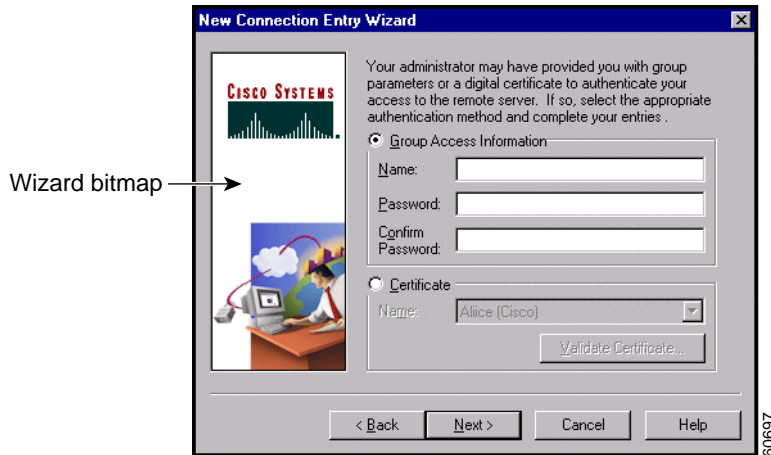 New Connection Entry Wizard
CISCO SYSTEMS
Your administrator may have provided you with group
parameters or a digital certificate to authenticate your
access to the remote server. If so, select the appropriate
authentication method and complete your entries .
Group Access Information
Name:
Password:
Confirm
Password:
Wizard bitmap
Certificate
Name:
Aliice (Cisco)
Validate Certificate...
< Back
Next >
Cancel
Help
60697